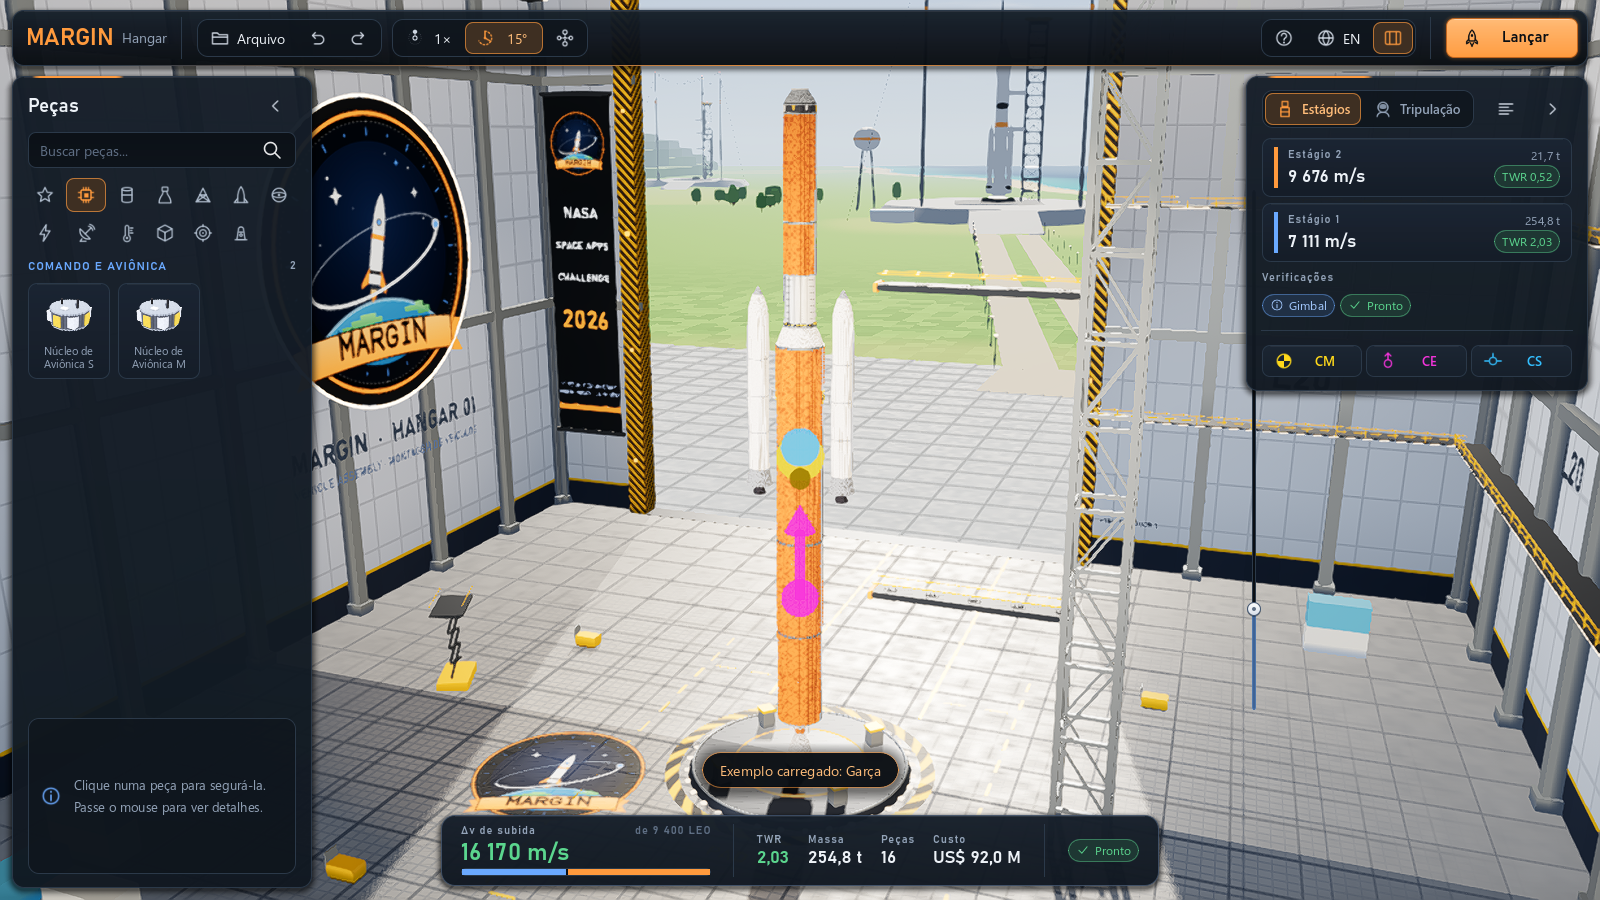 MARGIN Hangar
Arquivo
1×
15°
EN
Lançar
Peças
Buscar peças...
COMANDO E AVIÔNICA 2
Núcleo de
Aviônica S
Núcleo de
Aviônica M
Clique numa peça para segurá-la.
Passe o mouse para ver detalhes.
MARGIN
MARGIN · HANGAR 01
MARGIN
NASA
SPACE APPS
CHALLENGE
2026
MARGIN
L20
Estágios
Tripulação
Estágio 2 21,7 t
9 676 m/s TWR 0,52
Estágio 1 254,8 t
7 111 m/s TWR 2,03
Verificações
Gimbal
Pronto
CM
CE
CS
Exemplo carregado: Garça
Δv de subida de 9 400 LEO
16 170 m/s
TWR Massa Peças Custo
2,03 254,8 t 16 US$ 92,0 M
Pronto